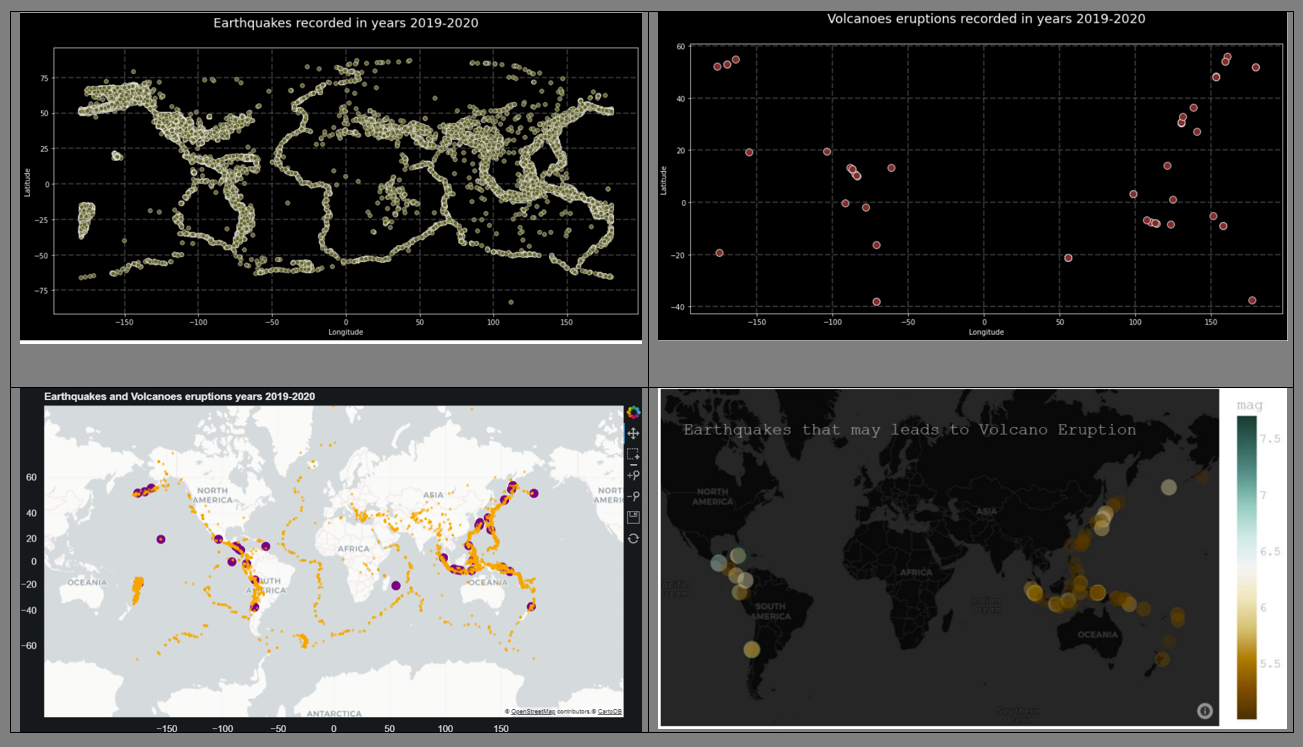 Earthquakes recorded in years 2019-2020
75
50
25
0
−25
−50
−75
Latitude
−150
−100
−50
0
50
100
150
Longitude
Volcanoes eruptions recorded in years 2019-2020
60
40
20
0
−20
−40
Latitude
−150
−100
−50
0
50
100
150
Longitude
Earthquakes and Volcanoes eruptions years 2019-2020
60
40
20
0
−20
−40
−60
NORTH
AMERICA
ASIA
NORT
AMERI
AFRICA
OCEANIA
SOUTH
AMERICA
OCEANIA
ANTARCTICA
© OpenStreetMap contributors,© CartoDB
−150
−100
−50
0
50
100
150
Earthquakes that may leads to Volcano Eruption
NORTH
AMERICA
ASIA
AFRICA
Indian
Ocean
SOUTH
AMERICA
OCEANIA
Southern
mag
7.5
7
6.5
6
5.5